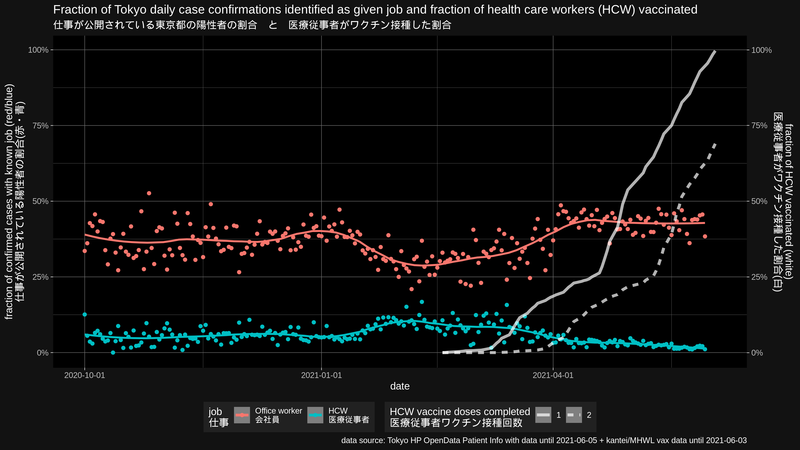 Fraction of Tokyo daily case confirmations identified as given job and fraction of health care workers (HCW) vaccinated
仕事が公開されている東京都の陽性者の割合　と　医療従事者がワクチン接種した割合
fraction of confirmed cases with known job (red/blue)
仕事が公開されている陽性者の割合(赤・青)
100%
75%
50%
25%
0%
100%
75%
50%
25%
0%
fraction of HCW vaccinated (white)
医療従事者がワクチン接種した割合(白)
2020-10-01
2021-01-01
2021-04-01
date
job
仕事
Office worker
会社員
HCW
医療従事者
HCW vaccine doses completed
医療従事者ワクチン接種回数
1
2
data source: Tokyo HP OpenData Patient Info with data until 2021-06-05 + kantei/MHWL vax data until 2021-06-03